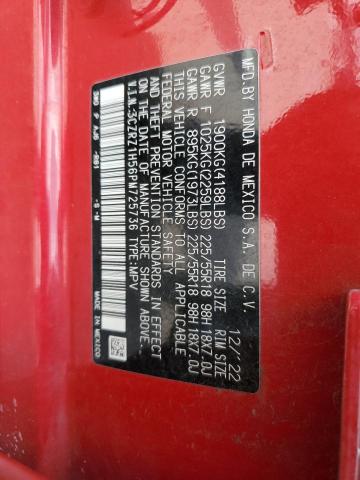 MFD.BY HONDA DE MEXICO S.A.DE C.V. 12/'22
GVWR 1900KG(4188LBS) TIRE SIZE RIM SIZE
GAWR F 1025KG(2259LBS) 225/55R18 98H 18X7.0J
GAWR R 895KG(1973LBS) 225/55R18 98H 18X7.0J
THIS VEHICLE CONFORMS TO ALL APPLICABLE
FEDERAL MOTOR VEHICLE SAFETY, BUMPER
AND THEFT PREVENTION STANDARDS IN EFFECT
ON THE DATE OF MANUFACTURE SHOWN ABOVE.
V.I.N. 3CZRZ1H56PM725736 TYPE:MPV
MADE IN
MEXICO